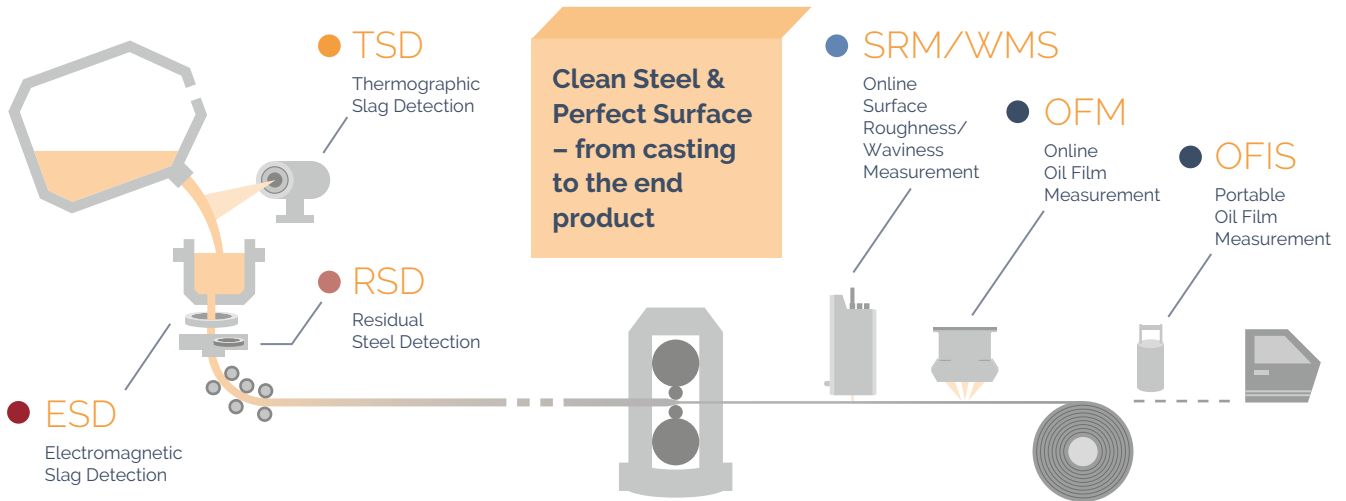 TSD
Thermographic
Slag Detection
Clean Steel &
Perfect Surface
– from casting
to the end
product
SRM/WMS
Online
Surface
Roughness/
Waviness
Measurement
OFM
Online
Oil Film
Measurement
OFIS
Portable
Oil Film
Measurement
RSD
Residual
Steel Detection
ESD
Electromagnetic
Slag Detection